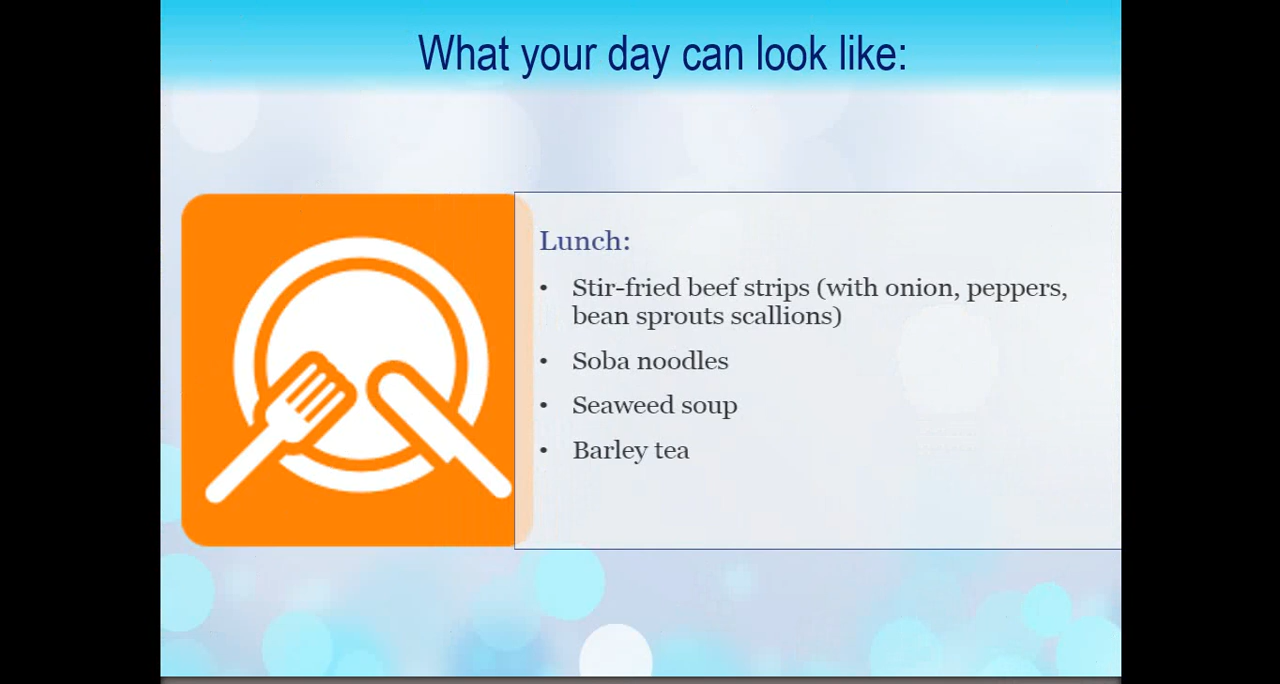 What your day can look like:
Lunch:
• Stir-fried beef strips (with onion, peppers,
bean sprouts scallions)
• Soba noodles
• Seaweed soup
• Barley tea